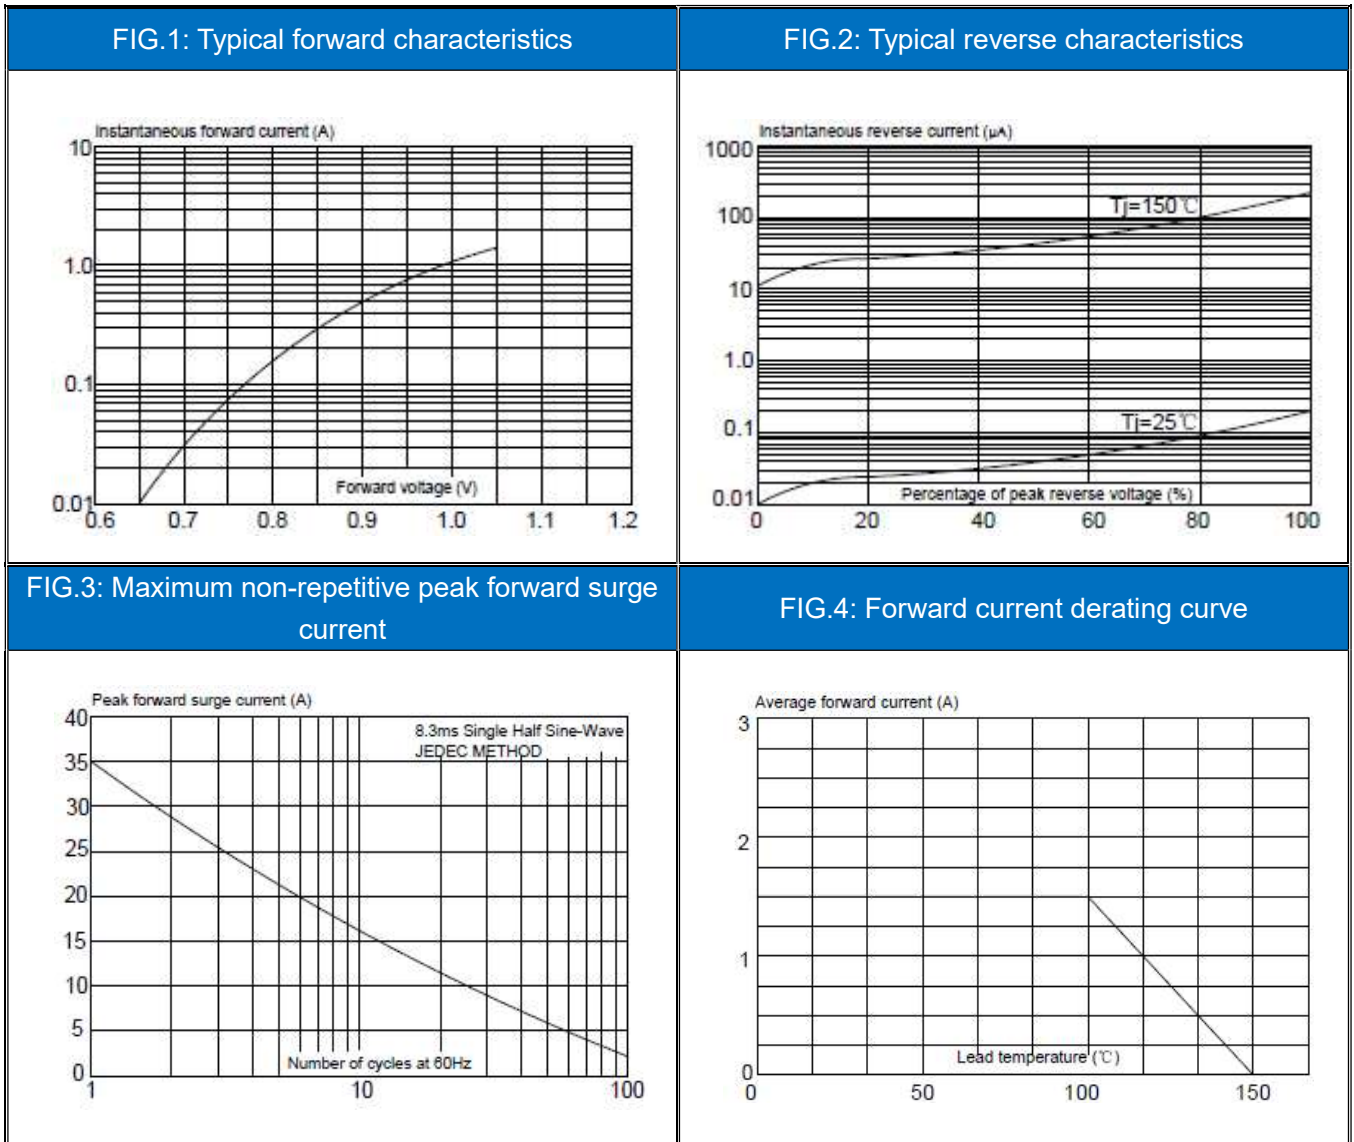 FIG.1: Typical forward characteristics
FIG.2: Typical reverse characteristics
Instantaneous forward current (A)
10
1.0
0.1
0.01
Forward voltage (V)
0.6 0.7 0.8 0.9 1.0 1.1 1.2
Instantaneous reverse current (μA)
1000
Tj=150℃
100
10
1.0
Tj=25℃
0.1
0.01
Percentage of peak reverse voltage (%)
0 20 40 60 80 100
FIG.3: Maximum non-repetitive peak forward surge
current
FIG.4: Forward current derating curve
Peak forward surge current (A)
40
8.3ms Single Half Sine-Wave
JEDEC METHOD
35
30
25
20
15
10
5
Number of cycles at 60Hz
0
1 10 100
Average forward current (A)
3
2
1
Lead temperature (℃)
0
0 50 100 150